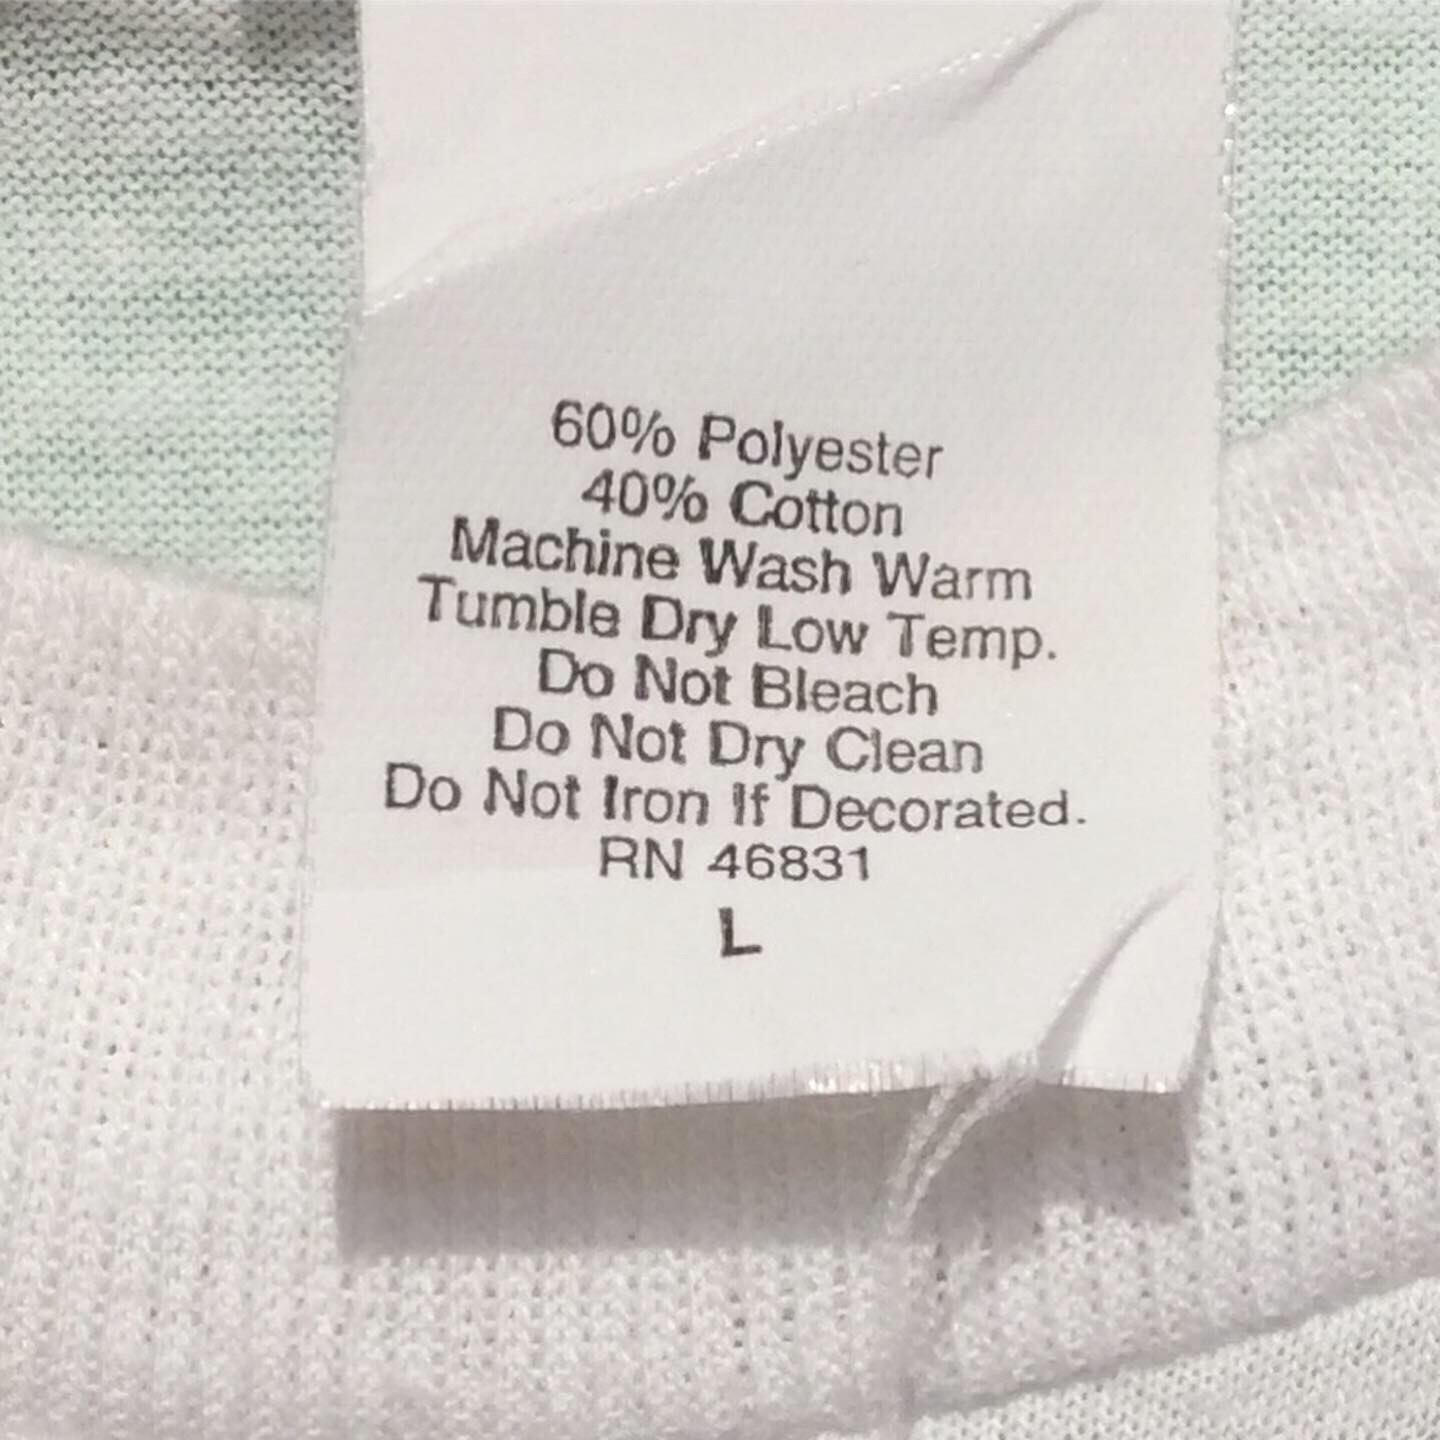 60% Polyester
40% Cotton
Machine Wash Warm
Tumble Dry Low Temp.
Do Not Bleach
Do Not Dry Clean
Do Not Iron If Decorated.
RN 46831
L